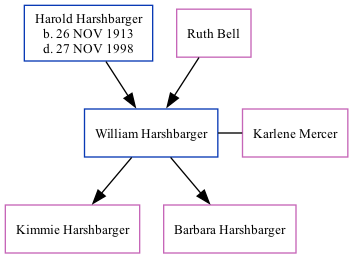 Harold Harshbarger
b. 26 NOV 1913
d. 27 NOV 1998
Ruth Bell
William Harshbarger
Karlene Mercer
Kimmie Harshbarger
Barbara Harshbarger